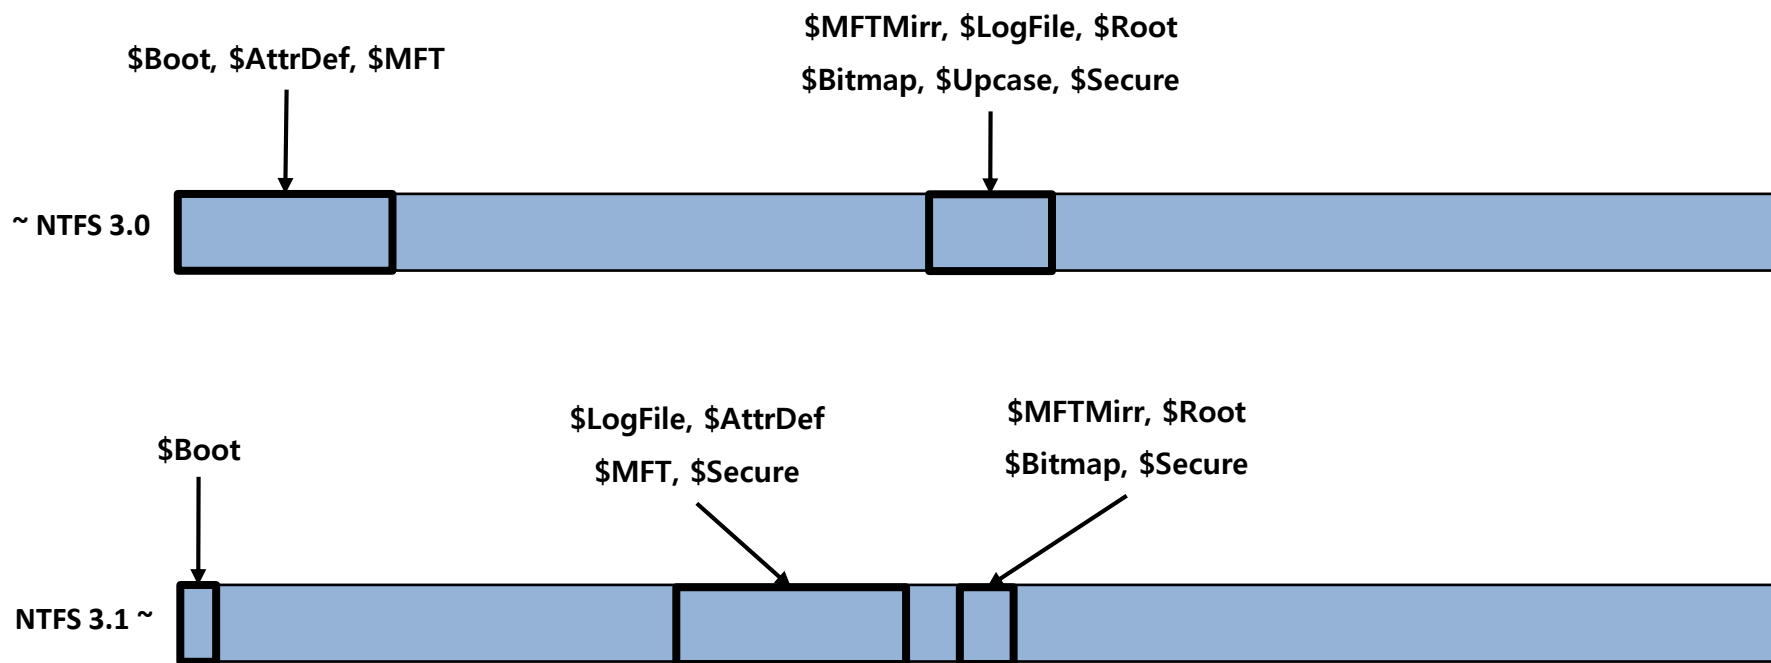 $MFTMirr, $LogFile, $Root
$Boot, $AttrDef, $MFT
$Bitmap, $Upcase, $Secure
~ NTFS 3.0
$LogFile, $AttrDef
$MFTMirr, $Root
$Boot
$MFT, $Secure
$Bitmap, $Secure
NTFS 3.1 ~